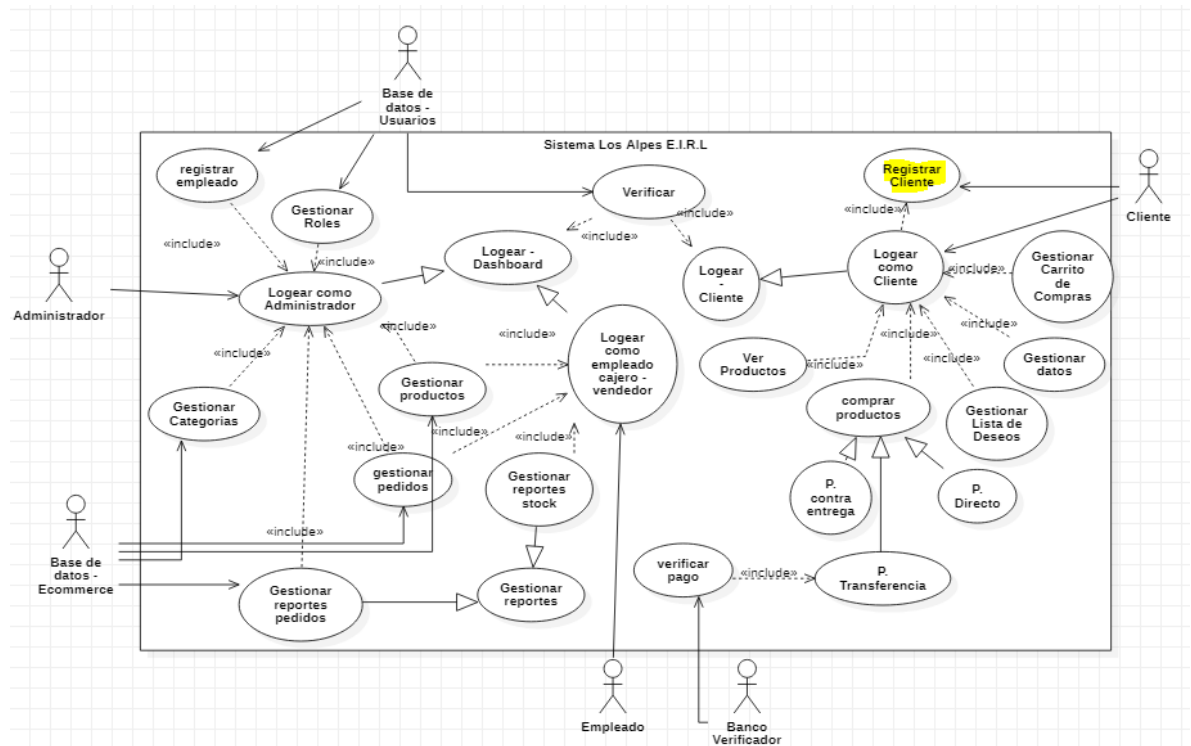 Base de
datos -
Usuarios
Sistema Los Alpes E.I.R.L
registrar
empleado
Gestionar
Roles
Verificar
Registrar
Cliente
Cliente
«include»
«include»
«include»
«include»
«include»
Logear -
Dashboard
Logear
-
Cliente
Logear
como
Cliente
«include»
Gestionar
Carrito
de
Compras
Administrador
Logear como
Administrador
«include»
«include»
«include»
«include»
«include»
«include»
Logear
como
empleado
cajero -
vendedor
Ver
Productos
«include»
Gestionar
datos
Gestionar
productos
Gestionar
Categorias
comprar
productos
Gestionar
Lista de
Deseos
«include»
«include»
«include»
gestionar
pedidos
Gestionar
reportes
stock
P.
contra
entrega
P.
Directo
«include»
Base de
datos -
Ecommerce
Gestionar
reportes
pedidos
Gestionar
reportes
verificar
pago
«include»
P.
Transferencia
Empleado
Banco
Verificador